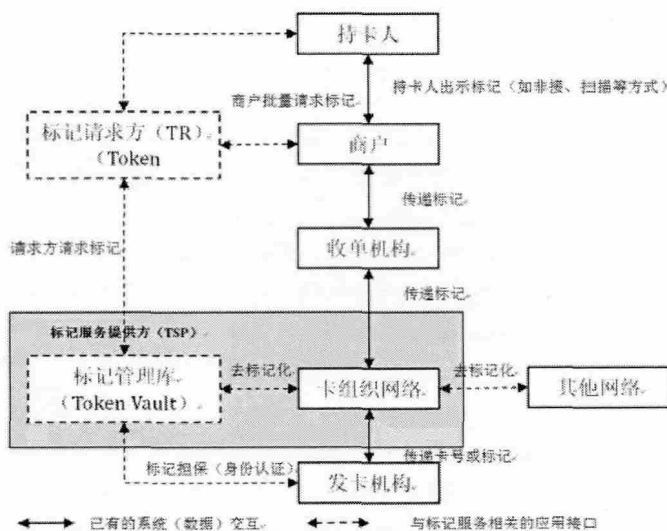 持卡人
商户批量请求标记
持卡人出示标记（如非接、扫描等方式）
标记请求方（TR）
（Token
商户
传递标记
请求方请求标记
收单机构
传递标记
标记服务提供方（TSP）
标记管理库
（Token Vault）
去标记化
卡组织网络
去标记化
其他网络
传递卡号或标记
标记担保（身份认证）
发卡机构
已有的系统（数据）交互
与标记服务相关的应用接口